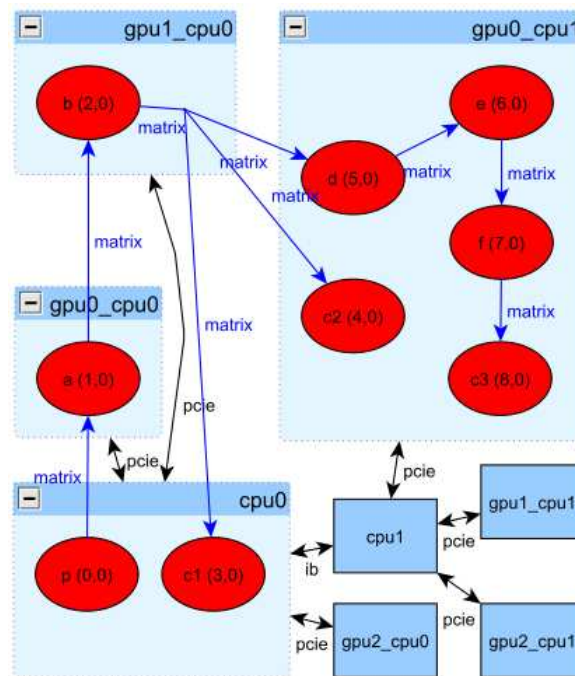 gpu1_cpu0
gpu0_cpu1
b (2,0)
e (6,0)
matrix
matrix
matrix
matrix
matrix
d (5,0)
matrix
f (7,0)
gpu0_cpu0
matrix
c2 (4,0)
matrix
a (1,0)
c3 (8,0)
pcie
pcie
pcie
matrix
cpu0
gpu1_cpu1
cpu1
pcie
p (0,0)
c1 (3,0)
ib
pcie
gpu2_cpu0
pcie
gpu2_cpu1